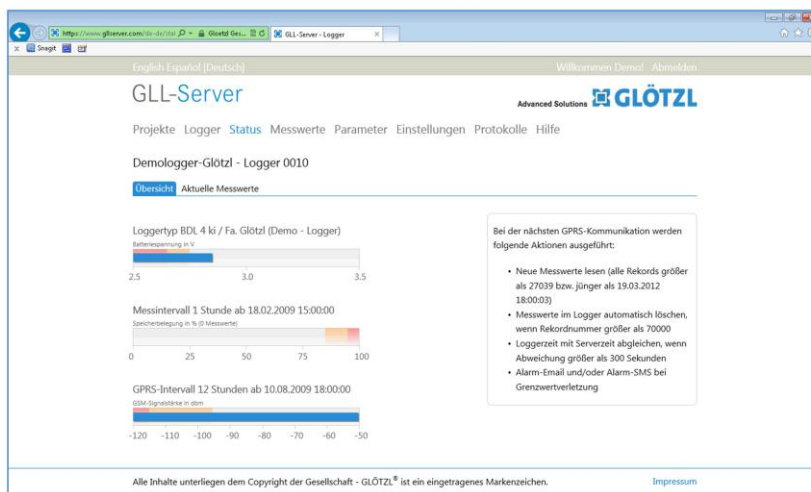 https://www.gllserver.com/de-de/sta
Gloetzl Ges...
GLL-Server - Logger
x Snagit
English Español [Deutsch]
Willkommen Demo! Abmelden
GLL-Server
Advanced Solutions GLÖTZL
Projekte Logger Status Messwerte Parameter Einstellungen Protokolle Hilfe
Demologger-Glötzl - Logger 0010
Übersicht Aktuelle Messwerte
Loggertyp BDL 4 ki / Fa. Glötzl (Demo - Logger)
Batteriespannung in V
2.5 3.0 3.5
Messintervall 1 Stunde ab 18.02.2009 15:00:00
Speicherbelegung in % (0 Messwerte)
0 25 50 75 100
GPRS-Intervall 12 Stunden ab 10.08.2009 18:00:00
GSM-Signalstärke in dbm
-120 -110 -100 -90 -80 -70 -60 -50
Bei der nächsten GPRS-Kommunikation werden
folgende Aktionen ausgeführt:
• Neue Messwerte lesen (alle Rekords größer
als 27039 bzw. jünger als 19.03.2012
18:00:03)
• Messwerte im Logger automatisch löschen,
wenn Rekordnummer größer als 70000
• Loggerzeit mit Serverzeit abgleichen, wenn
Abweichung größer als 300 Sekunden
• Alarm-Email und/oder Alarm-SMS bei
Grenzwertverletzung
Alle Inhalte unterliegen dem Copyright der Gesellschaft - GLÖTZL® ist ein eingetragenes Markenzeichen.
Impressum